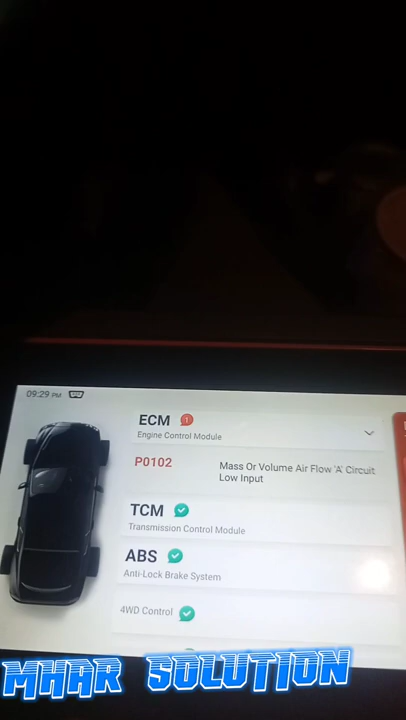 09:29 PM
ECM 1
Engine Control Module
P0102 Mass Or Volume Air Flow 'A' Circuit
Low Input
TCM
Transmission Control Module
ABS
Anti-Lock Brake System
4WD Control
MHAR SOLUTION